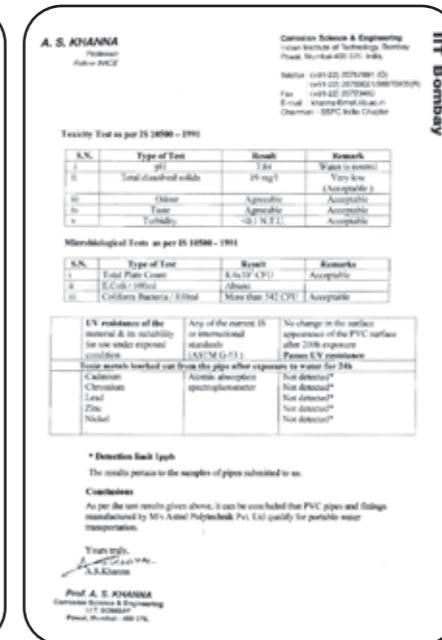 A. S. KHANNA
Professor
Fellow NACE
Corrosion Science & Engineering
Indian Institute of Technology, Bombay
Powai, Mumbai-400 076. India.
Fax
E-mail
Chairman - SSPC India Chapter
IIT Bombay
Toxicity Test as per IS 10500 – 1991
S.N. Type of Test Result Remark
i pH 7.84 Water is neutral
ii Total dissolved solids 19 mg/l Very low
(Acceptable)
iii Odour Agreeable Acceptable
iv Taste Agreeable Acceptable
v Turbidity <0.1 N.T.U. Acceptable
Microbiological Tests as per IS 10500 – 1991
S.N. Type of Test Result Remarks
i Total Plate Count CFU Acceptable
ii E.Coli / 100ml Absent
iii Coliform Bacteria / 100ml More than 542 CFU Acceptable
UV resistance of the Any of the current IS No change in the surface
material & its suitability or international appearance of the PVC surface
for use under exposed standards after 200h exposure
condition (ASTM G-53) Passes UV resistance
Toxic metals leached out from the pipe after exposure to water for 24h
Cadmium Atomic absorption Not detected*
Chromium spectrophotometer Not detected*
Lead Not detected*
Zinc Not detected*
Nickel Not detected*
* Detection limit 1ppb
The results pertain to the samples of pipes submitted to us.
Conclusions
As per the test results given above, it can be concluded that PVC pipes and fittings
manufactured by M/s Astral Polytechnik Pvt. Ltd qualify for portable water
transportation.
Yours truly,
A.S.Khanna
Prof. A. S. KHANNA
Corrosion Science & Engineering
IIT BOMBAY
Powai, Mumbai - 400 076.